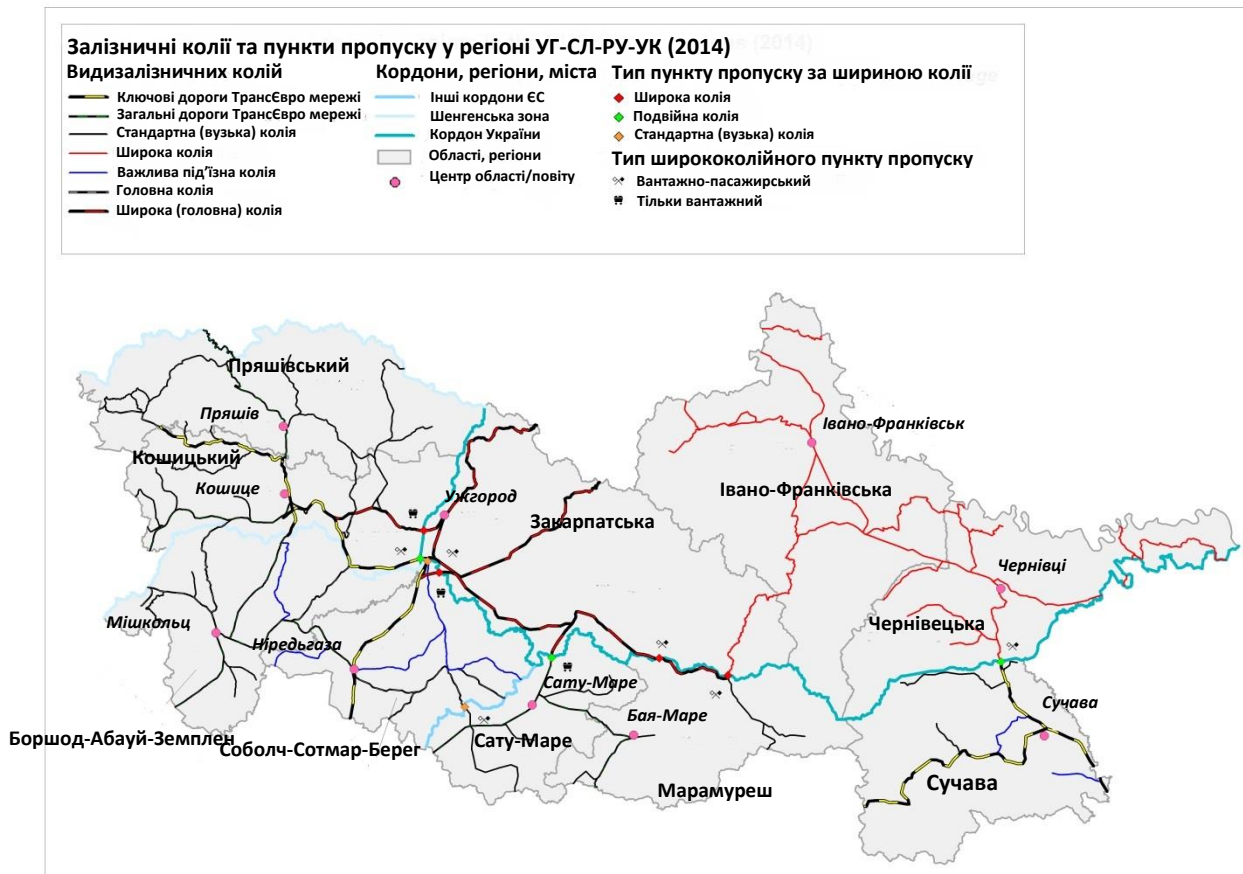 Залізничні колії та пункти пропуску у регіоні УГ-СЛ-РУ-УК (2014)
Видизалізничних колій
Ключові дороги ТрансЄвро мережі
Загальні дороги ТрансЄвро мережі
Стандартна (вузька) колія
Широка колія
Важлива під’їзна колія
Головна колія
Широка (головна) колія
Кордони, регіони, міста
Інші кордони ЄС
Шенгенська зона
Кордон України
Області, регіони
Центр області/повіту
Тип пункту пропуску за шириною колії
Широка колія
Подвійна колія
Стандартна (вузька) колія
Тип ширококолійного пункту пропуску
Вантажно-пасажирський
Тільки вантажний
Пряшівський
Пряшів
Івано-Франківськ
Кошицький
Кошице
Івано-Франківська
Ужгород
Закарпатська
Чернівці
Мішкольц
Чернівецька
Ніредьгаза
Сату-Маре
Сучава
Бая-Маре
Боршод-Абауй-Земплен
Соболч-Сотмар-Берег
Сату-Маре
Марамуреш
Сучава